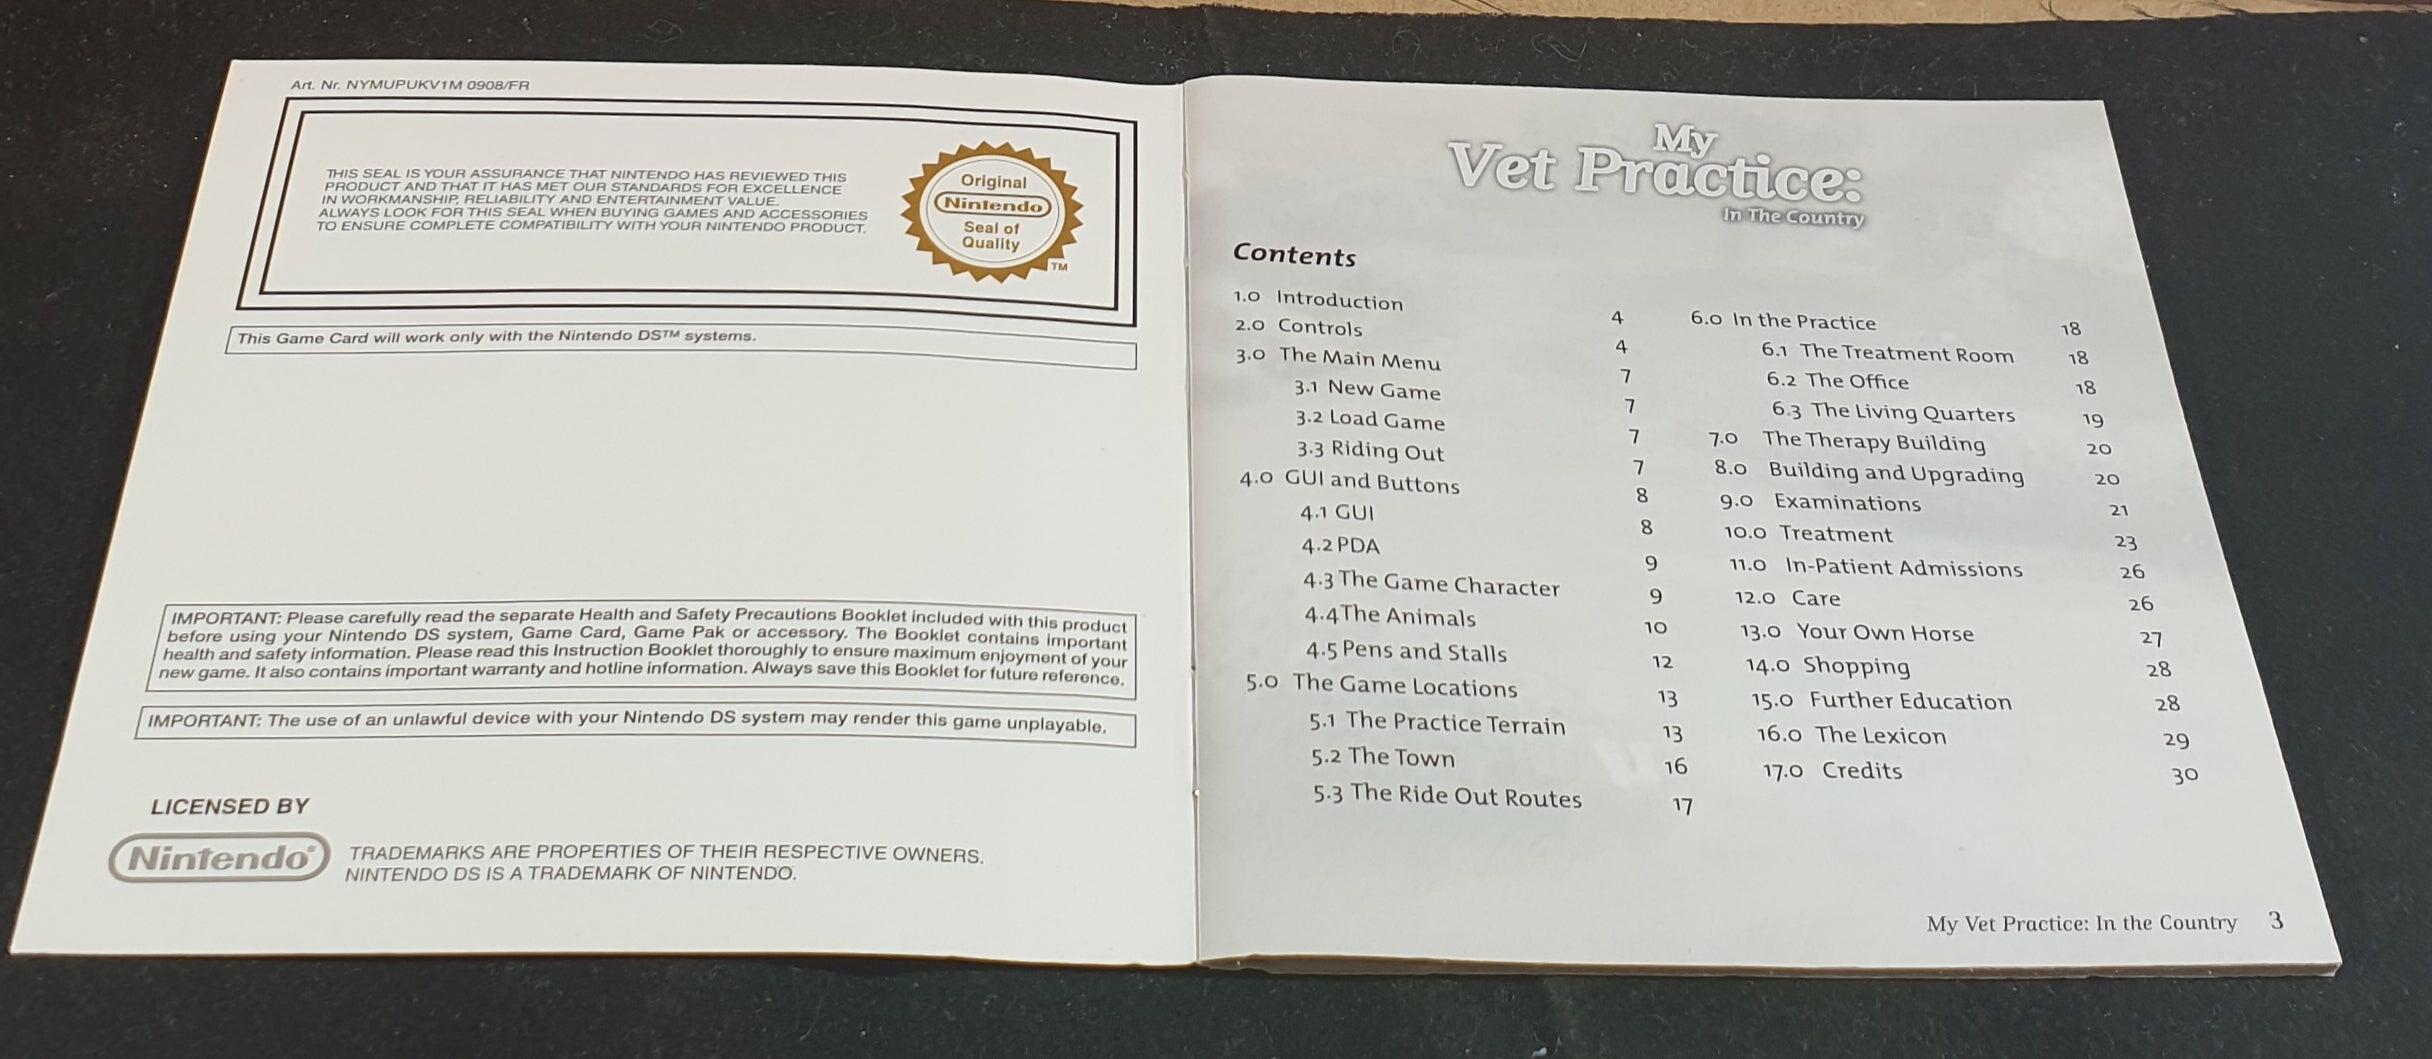 Art. Nr. NYMUPUKV1M 0908/FR
THIS SEAL IS YOUR ASSURANCE THAT NINTENDO HAS REVIEWED THIS
PRODUCT AND THAT IT HAS MET OUR STANDARDS FOR EXCELLENCE
IN WORKMANSHIP, RELIABILITY AND ENTERTAINMENT VALUE.
ALWAYS LOOK FOR THIS SEAL WHEN BUYING GAMES AND ACCESSORIES
TO ENSURE COMPLETE COMPATIBILITY WITH YOUR NINTENDO PRODUCT.
Original
Nintendo
Seal of
Quality
TM
This Game Card will work only with the Nintendo DS™ systems.
IMPORTANT: Please carefully read the separate Health and Safety Precautions Booklet included with this product
before using your Nintendo DS system, Game Card, Game Pak or accessory. The Booklet contains important
health and safety information. Please read this Instruction Booklet thoroughly to ensure maximum enjoyment of your
new game. It also contains important warranty and hotline information. Always save this Booklet for future reference.
IMPORTANT: The use of an unlawful device with your Nintendo DS system may render this game unplayable.
LICENSED BY
Nintendo®
TRADEMARKS ARE PROPERTIES OF THEIR RESPECTIVE OWNERS.
NINTENDO DS IS A TRADEMARK OF NINTENDO.
My
Vet Practice:
In The Country
Contents
1.0 Introduction 4
2.0 Controls 4
3.0 The Main Menu 7
3.1 New Game 7
3.2 Load Game 7
3.3 Riding Out 7
4.0 GUI and Buttons 8
4.1 GUI 8
4.2 PDA 9
4.3 The Game Character 9
4.4 The Animals 10
4.5 Pens and Stalls 12
5.0 The Game Locations 13
5.1 The Practice Terrain 13
5.2 The Town 16
5.3 The Ride Out Routes 17
6.0 In the Practice 18
6.1 The Treatment Room 18
6.2 The Office 18
6.3 The Living Quarters 19
7.0 The Therapy Building 20
8.0 Building and Upgrading 20
9.0 Examinations 21
10.0 Treatment 23
11.0 In-Patient Admissions 26
12.0 Care 26
13.0 Your Own Horse 27
14.0 Shopping 28
15.0 Further Education 28
16.0 The Lexicon 29
17.0 Credits 30
My Vet Practice: In the Country 3